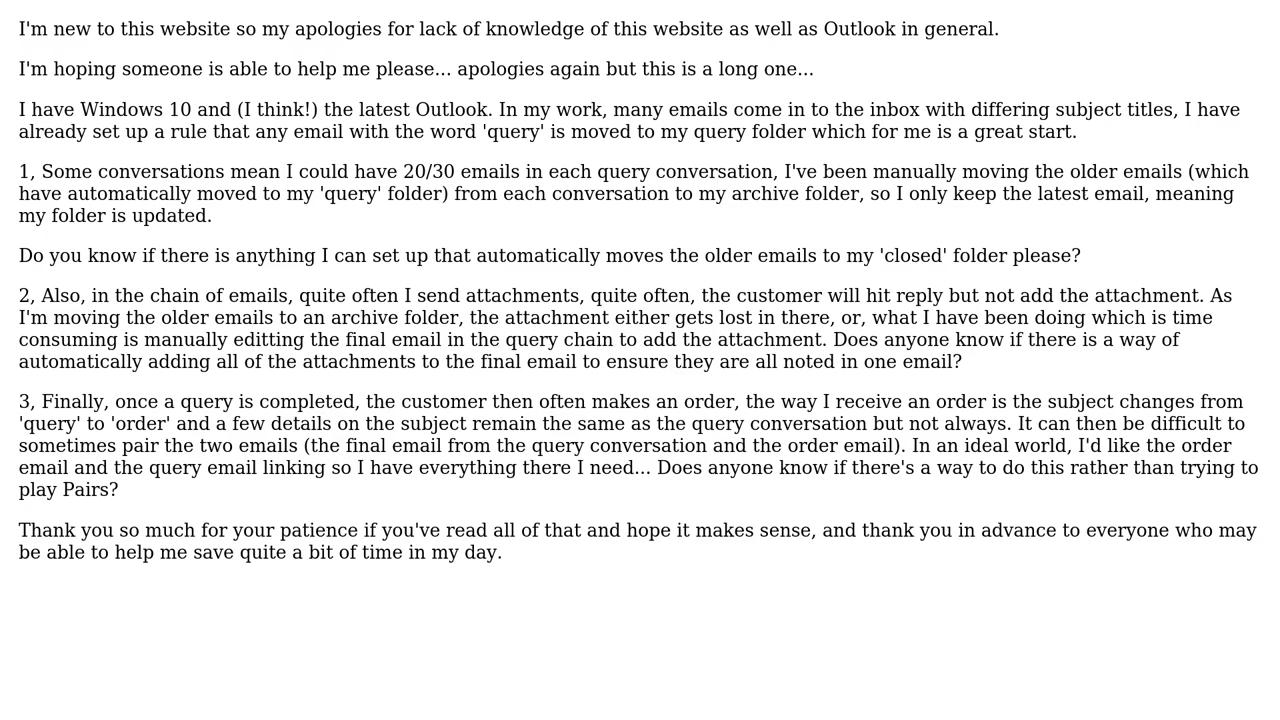 I'm new to this website so my apologies for lack of knowledge of this website as well as Outlook in general.
I'm hoping someone is able to help me please... apologies again but this is a long one...
I have Windows 10 and (I think!) the latest Outlook. In my work, many emails come in to the inbox with differing subject titles, I have
already set up a rule that any email with the word 'query' is moved to my query folder which for me is a great start.
1, Some conversations mean I could have 20/30 emails in each query conversation, I've been manually moving the older emails (which
have automatically moved to my 'query' folder) from each conversation to my archive folder, so I only keep the latest email, meaning
my folder is updated.
Do you know if there is anything I can set up that automatically moves the older emails to my 'closed' folder please?
2, Also, in the chain of emails, quite often I send attachments, quite often, the customer will hit reply but not add the attachment. As
I'm moving the older emails to an archive folder, the attachment either gets lost in there, or, what I have been doing which is time
consuming is manually editting the final email in the query chain to add the attachment. Does anyone know if there is a way of
automatically adding all of the attachments to the final email to ensure they are all noted in one email?
3, Finally, once a query is completed, the customer then often makes an order, the way I receive an order is the subject changes from
'query' to 'order' and a few details on the subject remain the same as the query conversation but not always. It can then be difficult to
sometimes pair the two emails (the final email from the query conversation and the order email). In an ideal world, I'd like the order
email and the query email linking so I have everything there I need... Does anyone know if there's a way to do this rather than trying to
play Pairs?
Thank you so much for your patience if you've read all of that and hope it makes sense, and thank you in advance to everyone who may
be able to help me save quite a bit of time in my day.